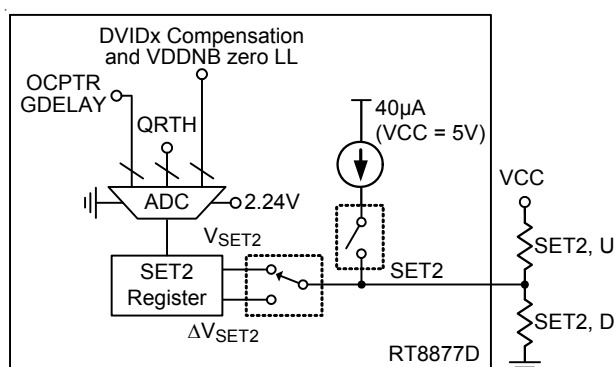 DVIDx Compensation
and VDDNB zero LL
OCPTR
GDELAY
QRTH
40µA
(VCC = 5V)
VCC
ADC
2.24V
VSET2
SET2
Register
SET2
SET2, U
SET2, D
ΔVSET2
RT8877D